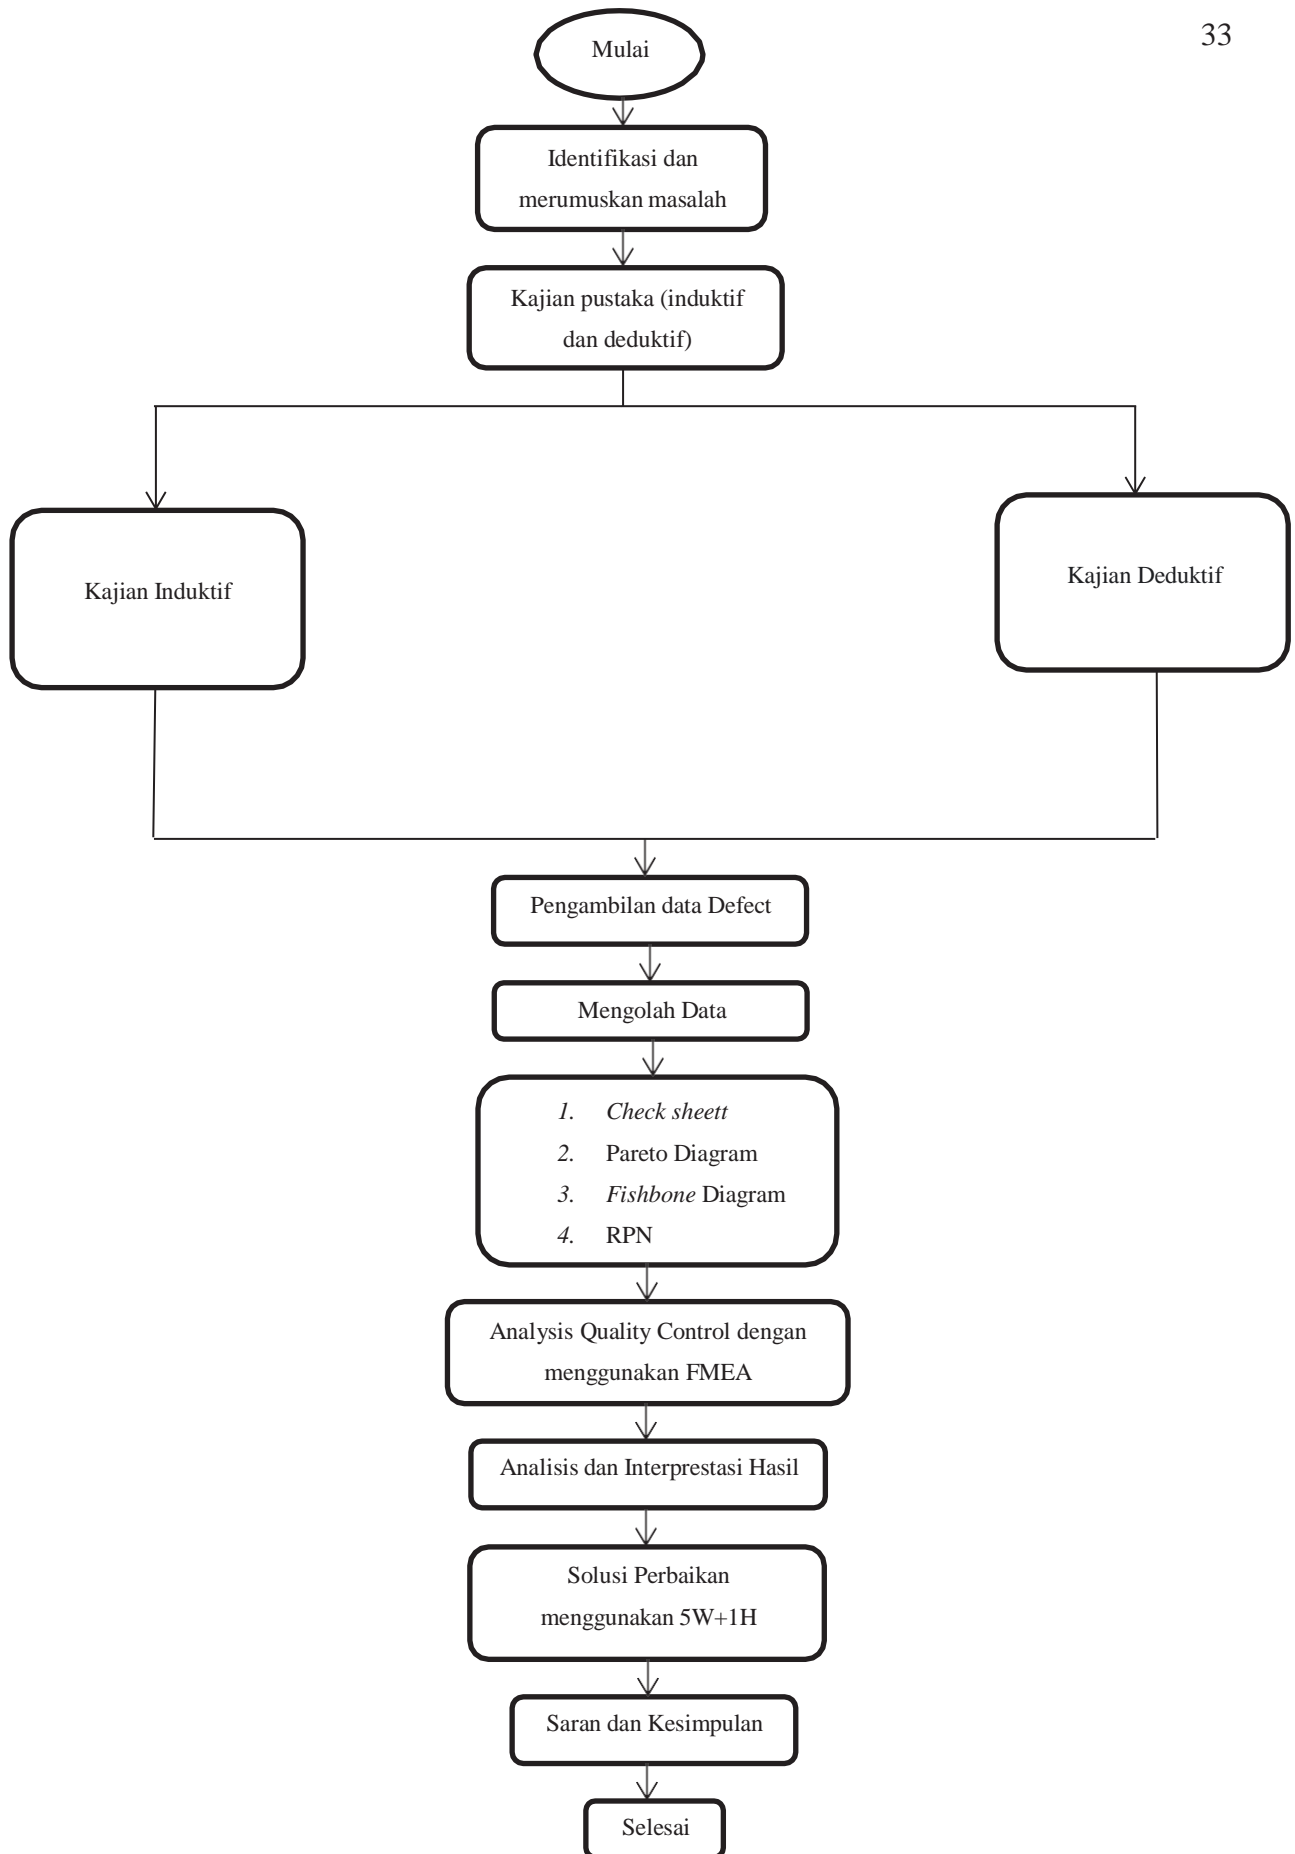 33
Mulai
Identifikasi dan
merumuskan masalah
Kajian pustaka (induktif
dan deduktif)
Kajian Induktif
Kajian Deduktif
Pengambilan data Defect
Mengolah Data
1. Check sheett
2. Pareto Diagram
3. Fishbone Diagram
4. RPN
Analysis Quality Control dengan
menggunakan FMEA
Analisis dan Interprestasi Hasil
Solusi Perbaikan
menggunakan 5W+1H
Saran dan Kesimpulan
Selesai